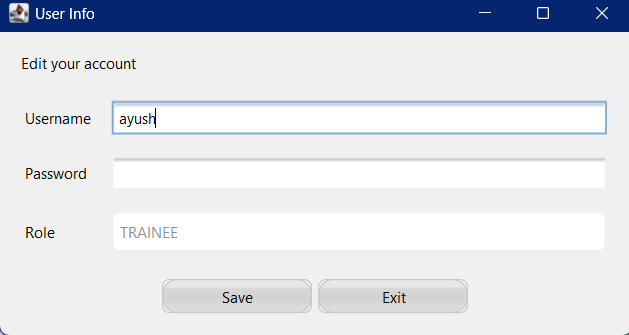 User Info
Edit your account
Username ayush
Password
Role TRAINEE
Save Exit